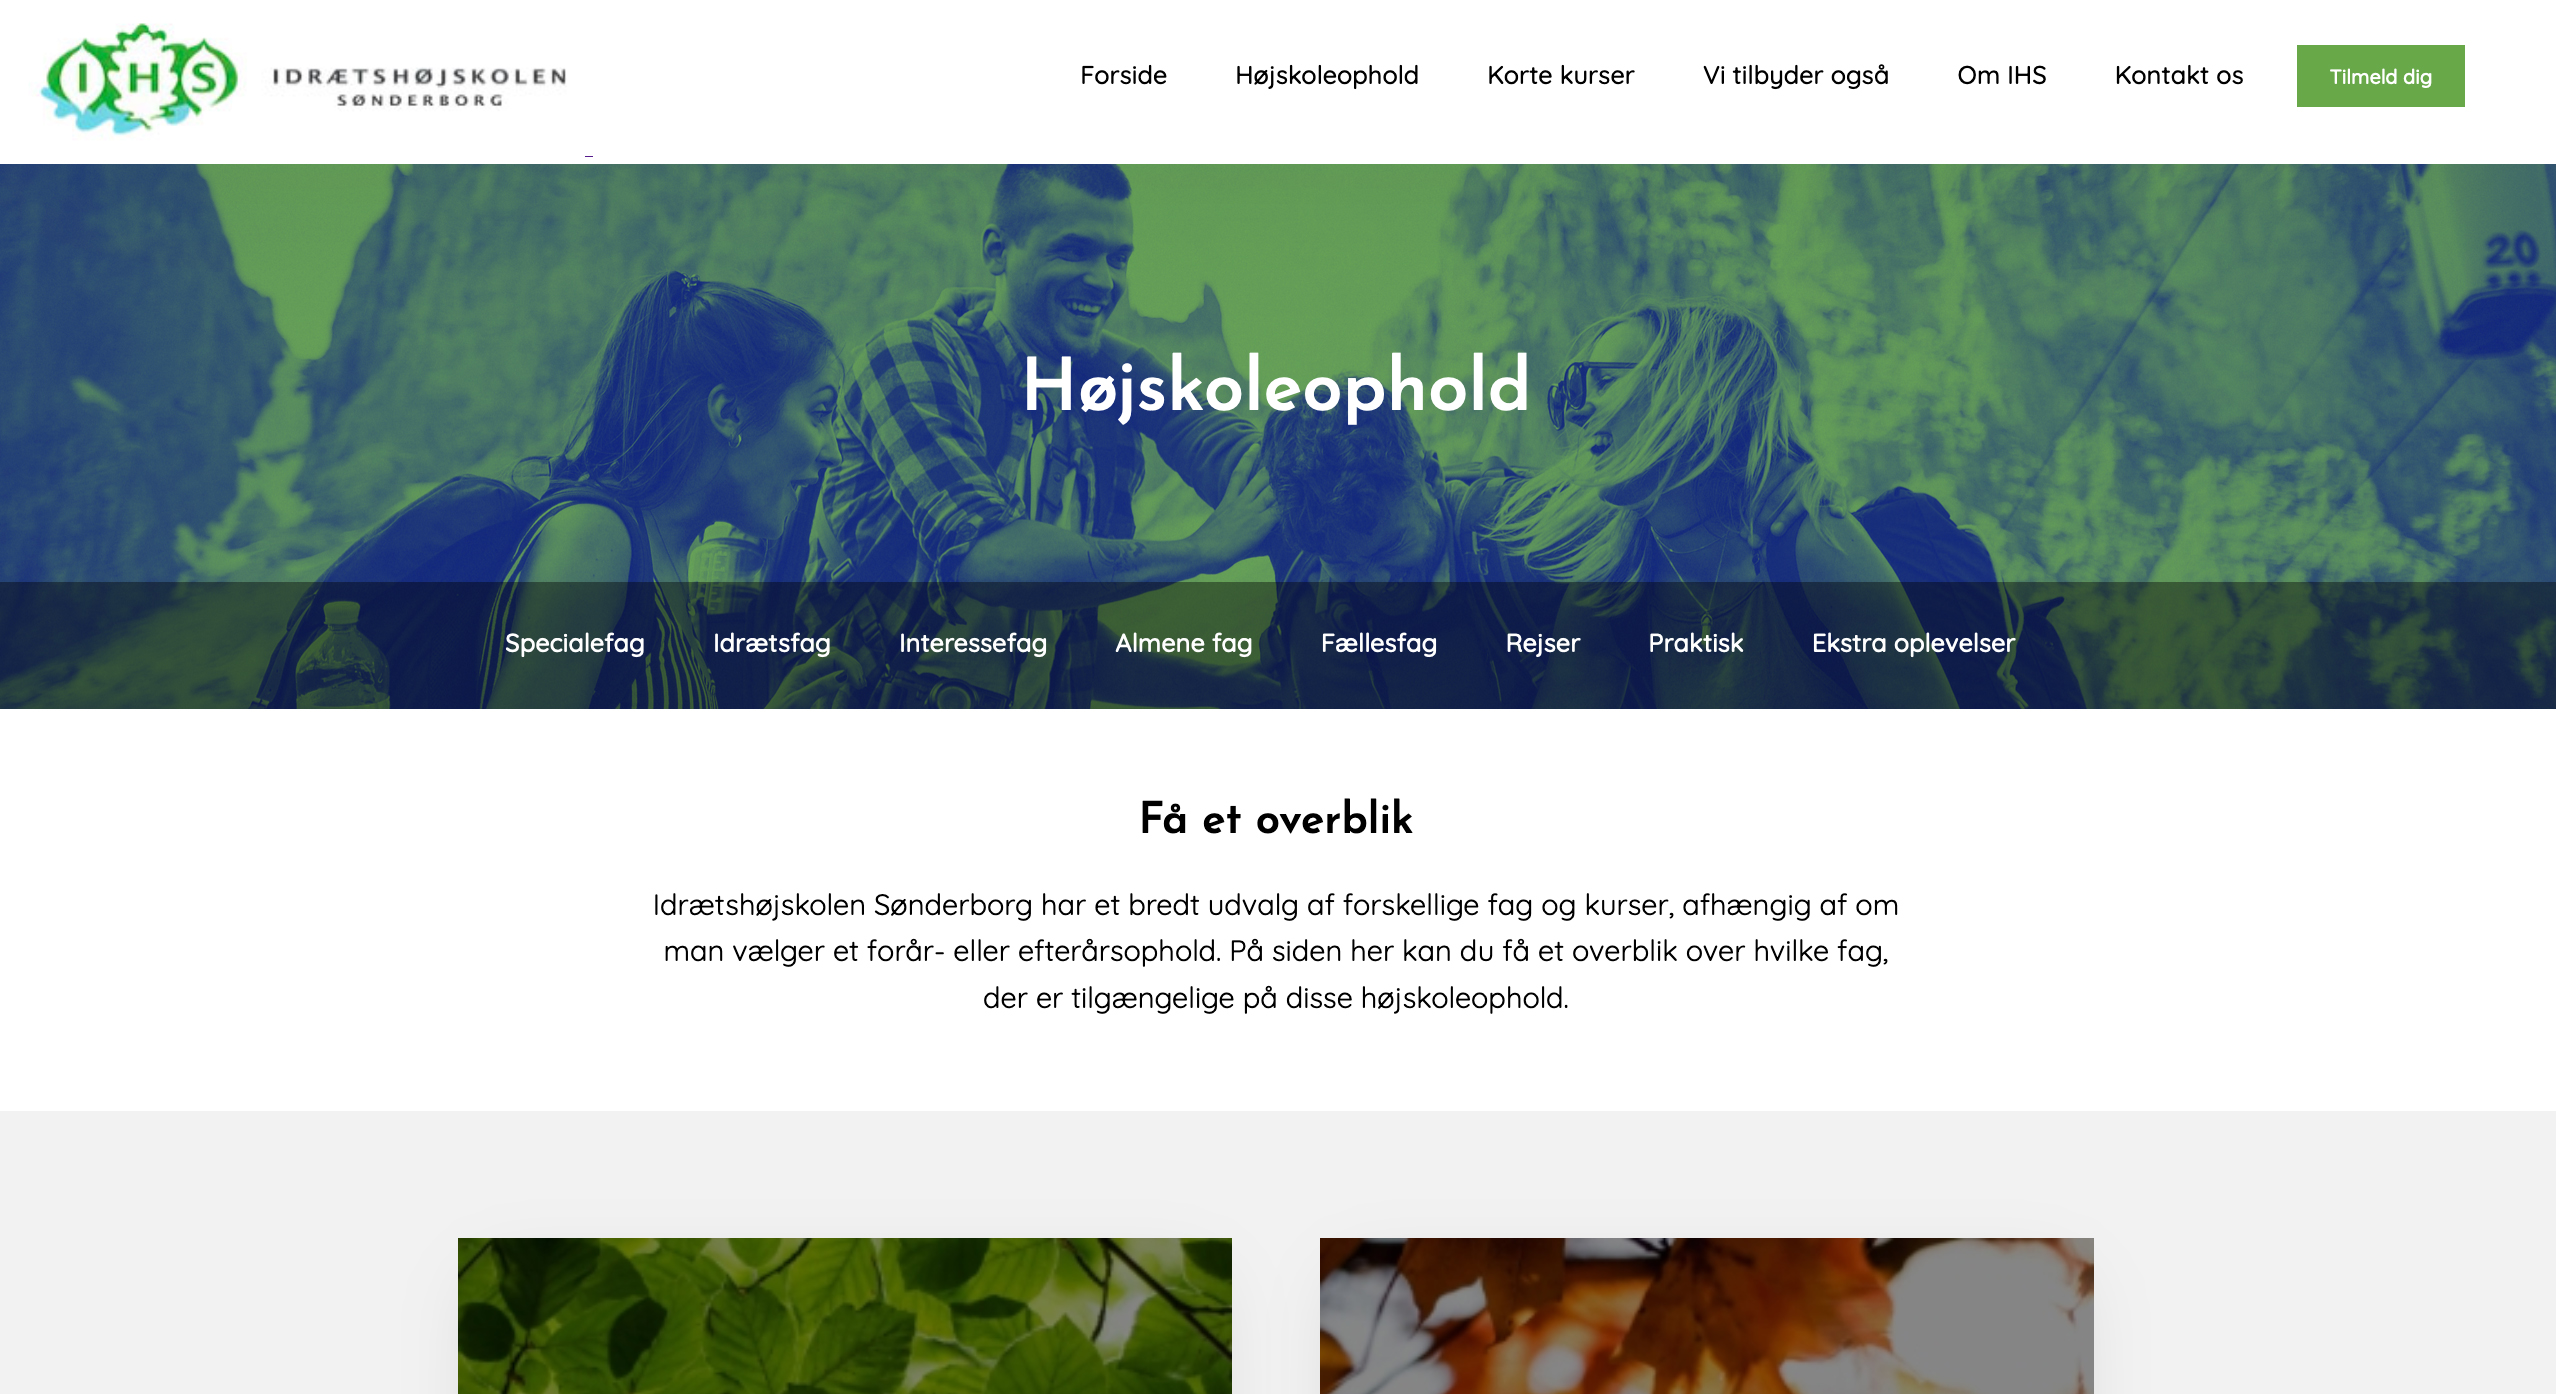 IHS
IDRÆTSHØJSKOLEN
SØNDERBORG
Forside Højskoleophold Korte kurser Vi tilbyder også Om IHS Kontakt os Tilmeld dig
20
Højskoleophold
Specialefag Idrætsfag Interessefag Almene fag Fællesfag Rejser Praktisk Ekstra oplevelser
Få et overblik
Idrætshøjskolen Sønderborg har et bredt udvalg af forskellige fag og kurser, afhængig af om
man vælger et forår- eller efterårsophold. På siden her kan du få et overblik over hvilke fag,
der er tilgængelige på disse højskoleophold.